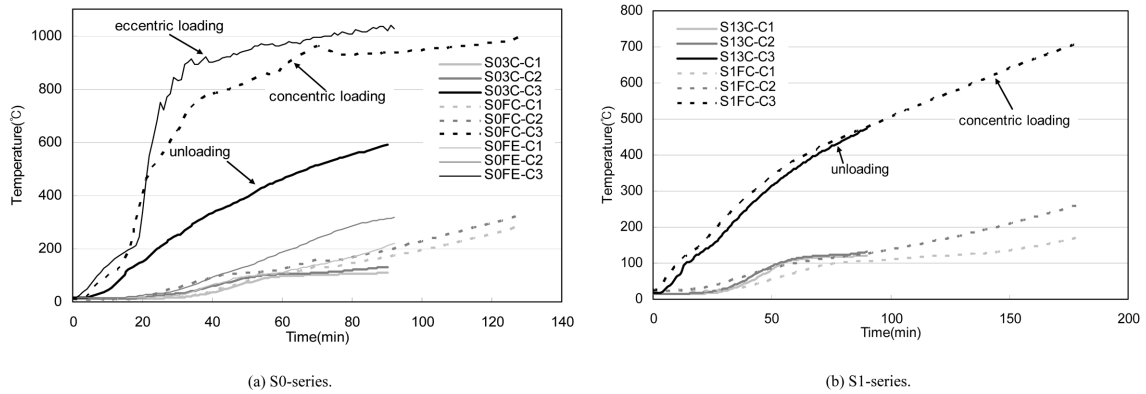 1000
800
600
400
200
0
Temperature(℃)
0 20 40 60 80 100 120 140
Time(min)
eccentric loading
concentric loading
unloading
S03C-C1
S03C-C2
S03C-C3
S0FC-C1
S0FC-C2
S0FC-C3
S0FE-C1
S0FE-C2
S0FE-C3
(a) S0-series.
800
700
600
500
400
300
200
100
0
Temperature(℃)
0 50 100 150 200
Time(min)
S13C-C1
S13C-C2
S13C-C3
S1FC-C1
S1FC-C2
S1FC-C3
concentric loading
unloading
(b) S1-series.